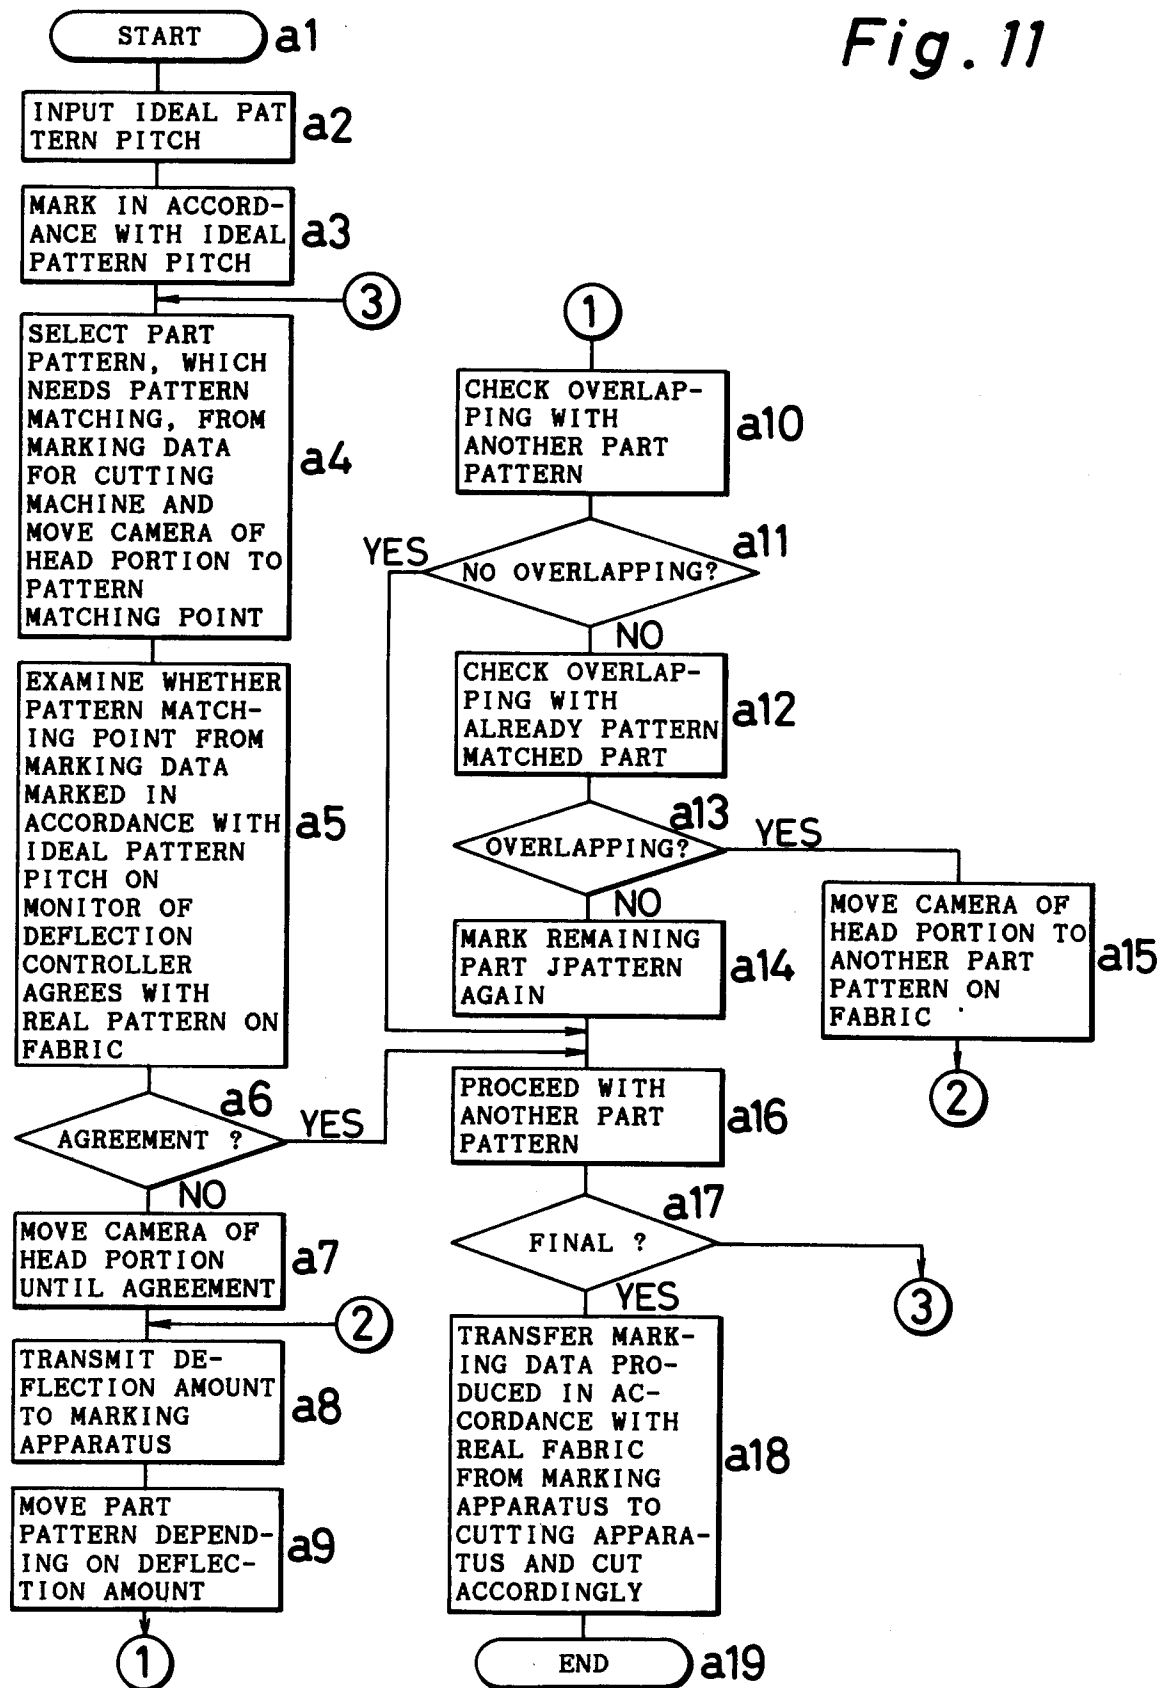 Fig. 11
START
a1
INPUT IDEAL PAT
TERN PITCH
a2
MARK IN ACCORD-
ANCE WITH IDEAL
PATTERN PITCH
a3
3
SELECT PART
PATTERN, WHICH
NEEDS PATTERN
MATCHING, FROM
MARKING DATA
FOR CUTTING
MACHINE AND
MOVE CAMERA OF
HEAD PORTION TO
PATTERN
MATCHING POINT
a4
EXAMINE WHETHER
PATTERN MATCH-
ING POINT FROM
MARKING DATA
MARKED IN
ACCORDANCE WITH
IDEAL PATTERN
PITCH ON
MONITOR OF
DEFLECTION
CONTROLLER
AGREES WITH
REAL PATTERN ON
FABRIC
a5
a6
AGREEMENT ?
YES
NO
MOVE CAMERA OF
HEAD PORTION
UNTIL AGREEMENT
a7
2
TRANSMIT DE-
FLECTION AMOUNT
TO MARKING
APPARATUS
a8
MOVE PART
PATTERN DEPEND-
ING ON DEFLEC-
TION AMOUNT
a9
1
1
CHECK OVERLAP-
PING WITH
ANOTHER PART
PATTERN
a10
a11
YES
NO OVERLAPPING?
NO
CHECK OVERLAP-
PING WITH
ALREADY PATTERN
MATCHED PART
a12
a13
OVERLAPPING?
YES
NO
MARK REMAINING
PART JPATTERN
AGAIN
a14
MOVE CAMERA OF
HEAD PORTION TO
ANOTHER PART
PATTERN ON
FABRIC
a15
2
PROCEED WITH
ANOTHER PART
PATTERN
a16
a17
FINAL ?
3
YES
TRANSFER MARK-
ING DATA PRO-
DUCED IN AC-
CORDANCE WITH
REAL FABRIC
FROM MARKING
APPARATUS TO
CUTTING APPARA-
TUS AND CUT
ACCORDINGLY
a18
END
a19